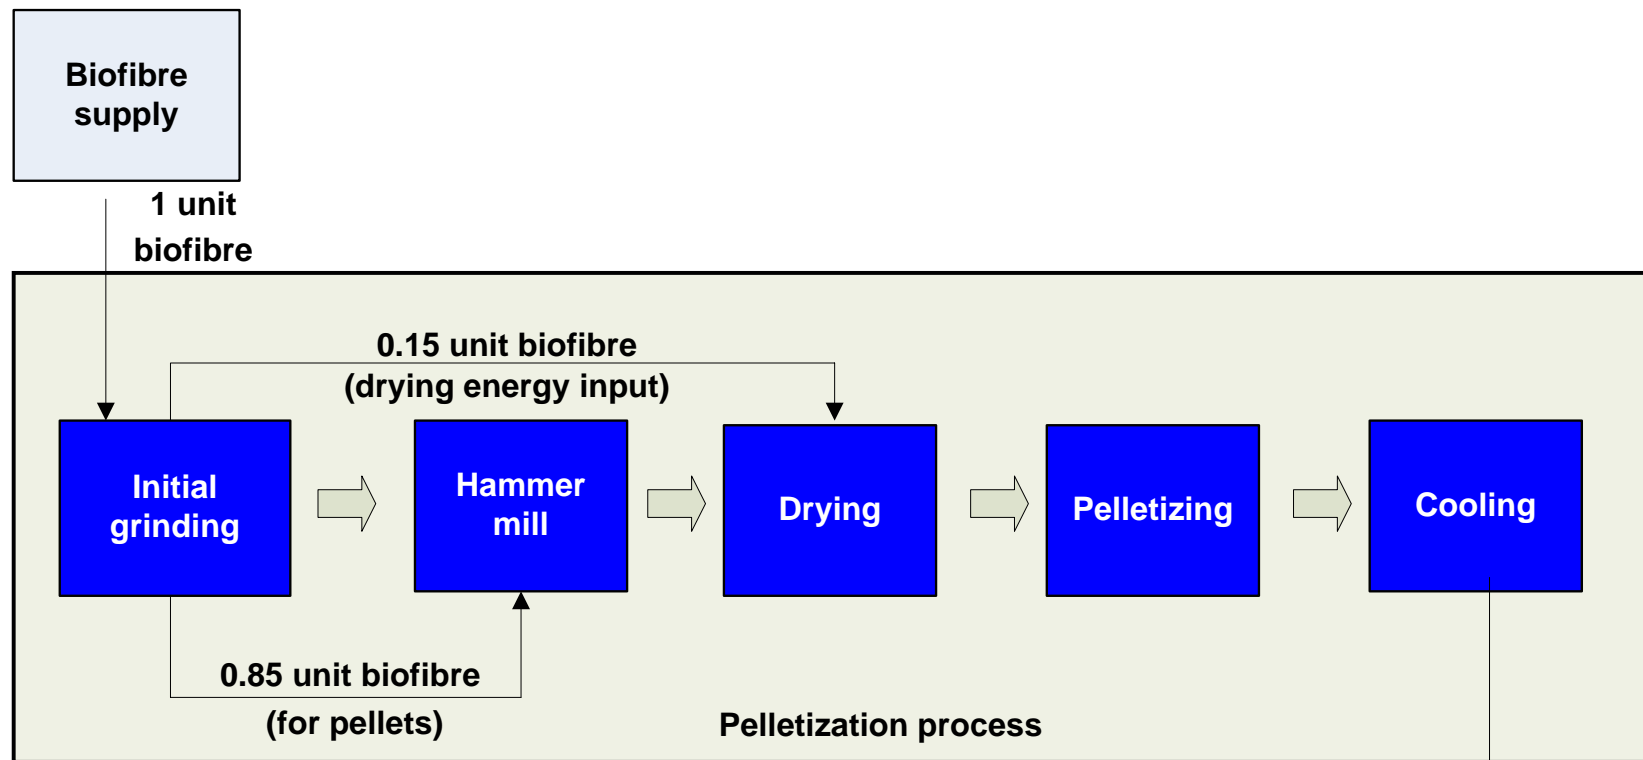 Biofibre
supply
1 unit
biofibre
0.15 unit biofibre
(drying energy input)
Initial
grinding
Hammer
mill
Drying
Pelletizing
Cooling
0.85 unit biofibre
(for pellets)
Pelletization process